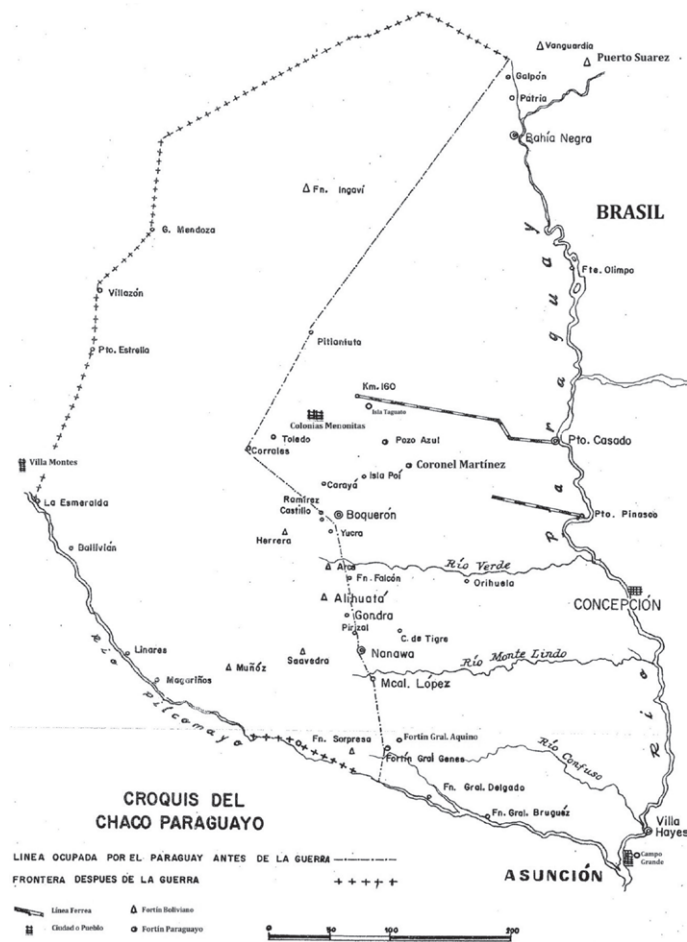 Vanguardia
Puerto Suarez
Galpón
Patria
Bahía Negra
Fn. Ingaví
BRASIL
G. Mendoza
Fte. Olimpo
Villazón
Pitiantuta
Pto. Estrella
Km. 160
Isla Taguato
Colonias Menonitas
Toledo
Pozo Azul
Pto. Casado
Corrales
Villa Montes
Coronel Martínez
Isla Poí
Carayá
La Esmeralda
Ramírez
Castillo
Boquerón
Pto. Pinasco
Yucra
Herrera
Dallivián
Río Verde
Arce
Fn. Falcón
Orihuela
Alihuatá
CONCEPCIÓN
Gondra
Pirizal
C. de Tigre
Linares
Saavedra
Nanawa
Río Monte Lindo
Muñóz
Magariños
Mcal. López
Río Pilcomayo
Río Paraguay
Fn. Sorpresa
Fortín Gral. Aquino
Fortín Gral Genes
Río Confuso
Fn. Gral. Delgado
Fn. Gral. Bruguéz
Villa
Hayes
Campo
Grande
ASUNCIÓN
CROQUIS DEL
CHACO PARAGUAYO
LINEA OCUPADA POR EL PARAGUAY ANTES DE LA GUERRA
FRONTERA DESPUES DE LA GUERRA
Línea Ferrea
Fortín Boliviano
Ciudad o Pueblo
Fortín Paraguayo
0 100 200